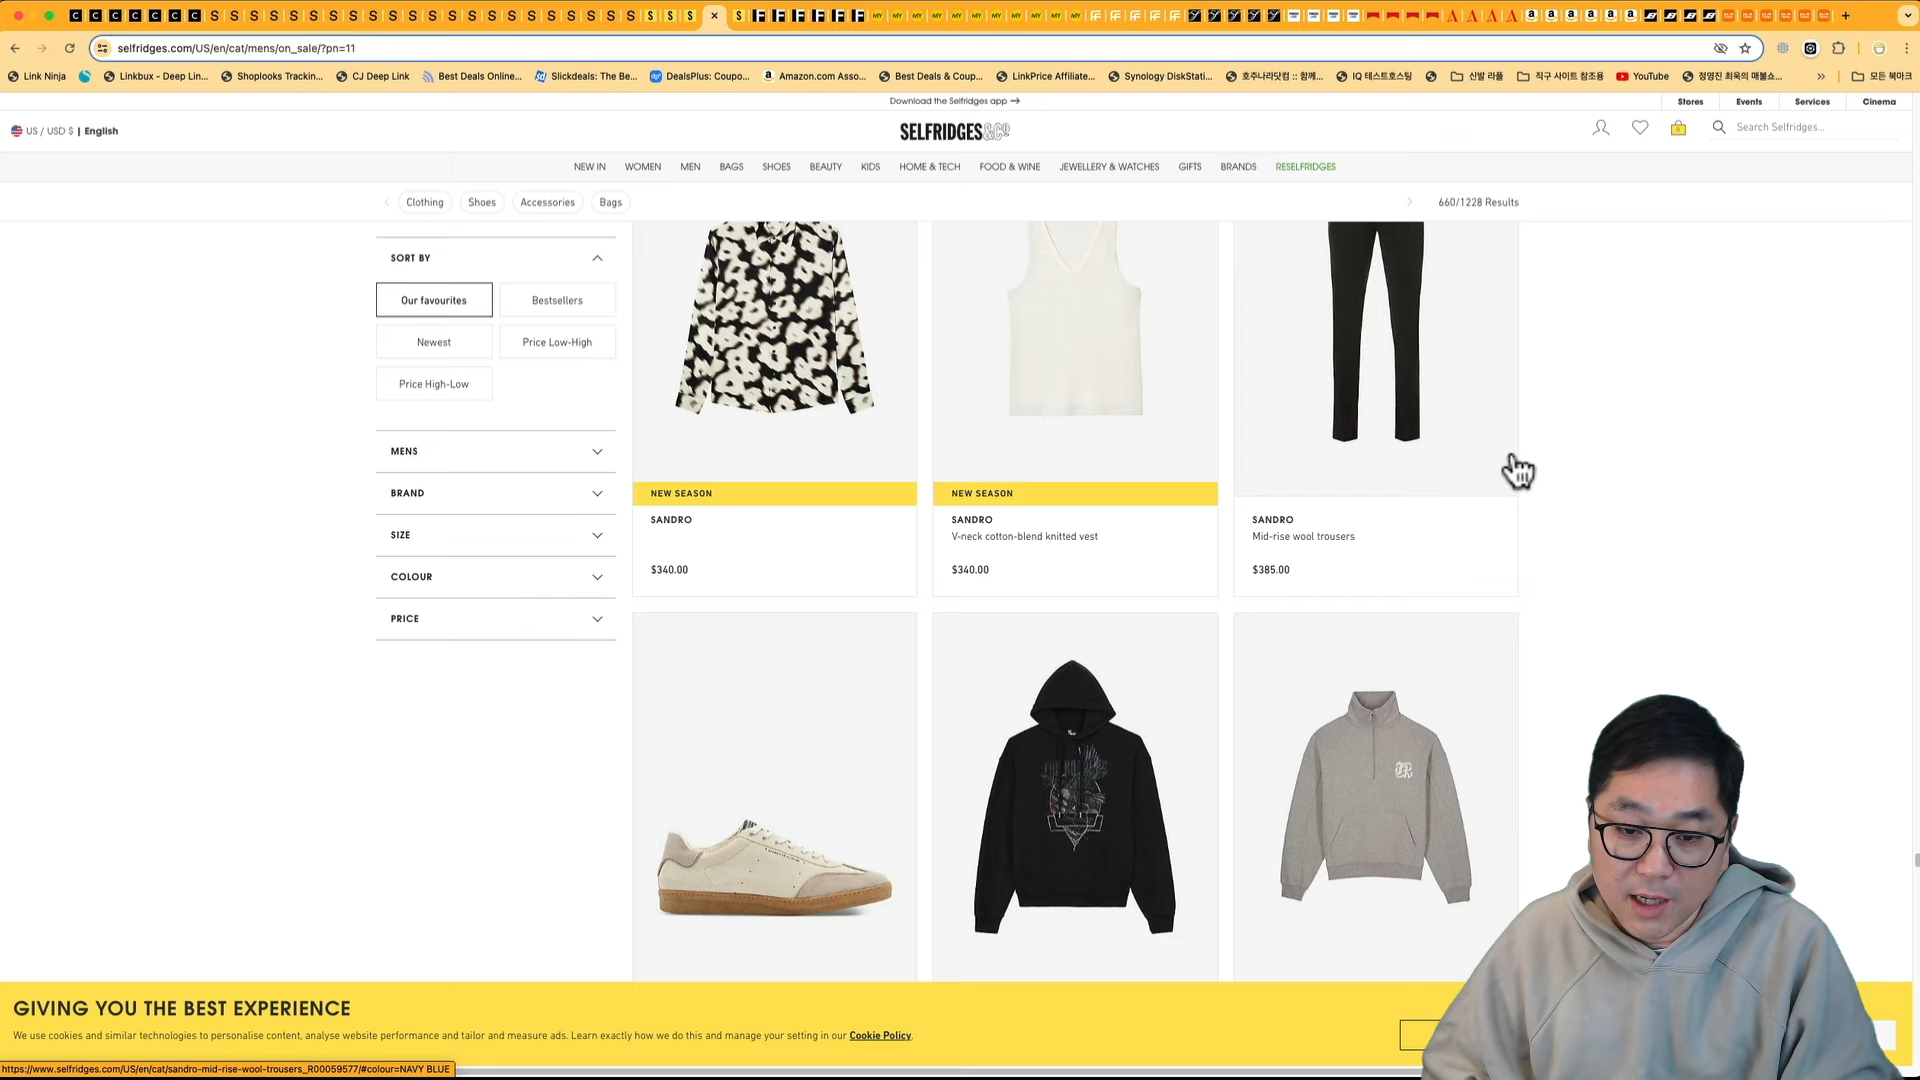 selfridges.com/US/en/cat/mens/on_sale/?pn=11
Link Ninja
Linkbux - Deep Lin...
Shoplooks Trackin...
CJ Deep Link
Best Deals Online...
Slickdeals: The Be...
DealsPlus: Coupo...
Amazon.com Asso...
Best Deals & Coup...
LinkPrice Affiliate...
Synology DiskStati...
호주나라닷컴 :: 함께...
IQ 테스트호스팅
신발 라플
직구 사이트 참조용
YouTube
정영진 최욱의 매불쇼...
모든 북마크
Download the Selfridges app →
Stores
Events
Services
Cinema
US / USD $ | English
SELFRIDGES&CO
Search Selfridges...
NEW IN
WOMEN
MEN
BAGS
SHOES
BEAUTY
KIDS
HOME & TECH
FOOD & WINE
JEWELLERY & WATCHES
GIFTS
BRANDS
RESELFRIDGES
Clothing
Shoes
Accessories
Bags
660/1228 Results
SORT BY
Our favourites
Bestsellers
Newest
Price Low-High
Price High-Low
MENS
BRAND
SIZE
COLOUR
PRICE
NEW SEASON
SANDRO
$340.00
NEW SEASON
SANDRO
V-neck cotton-blend knitted vest
$340.00
SANDRO
Mid-rise wool trousers
$385.00
GIVING YOU THE BEST EXPERIENCE
We use cookies and similar technologies to personalise content, analyse website performance and tailor and measure ads. Learn exactly how we do this and manage your setting in our Cookie Policy.
https://www.selfridges.com/US/en/cat/sandro-mid-rise-wool-trousers_R00059577/#colour=NAVY BLUE